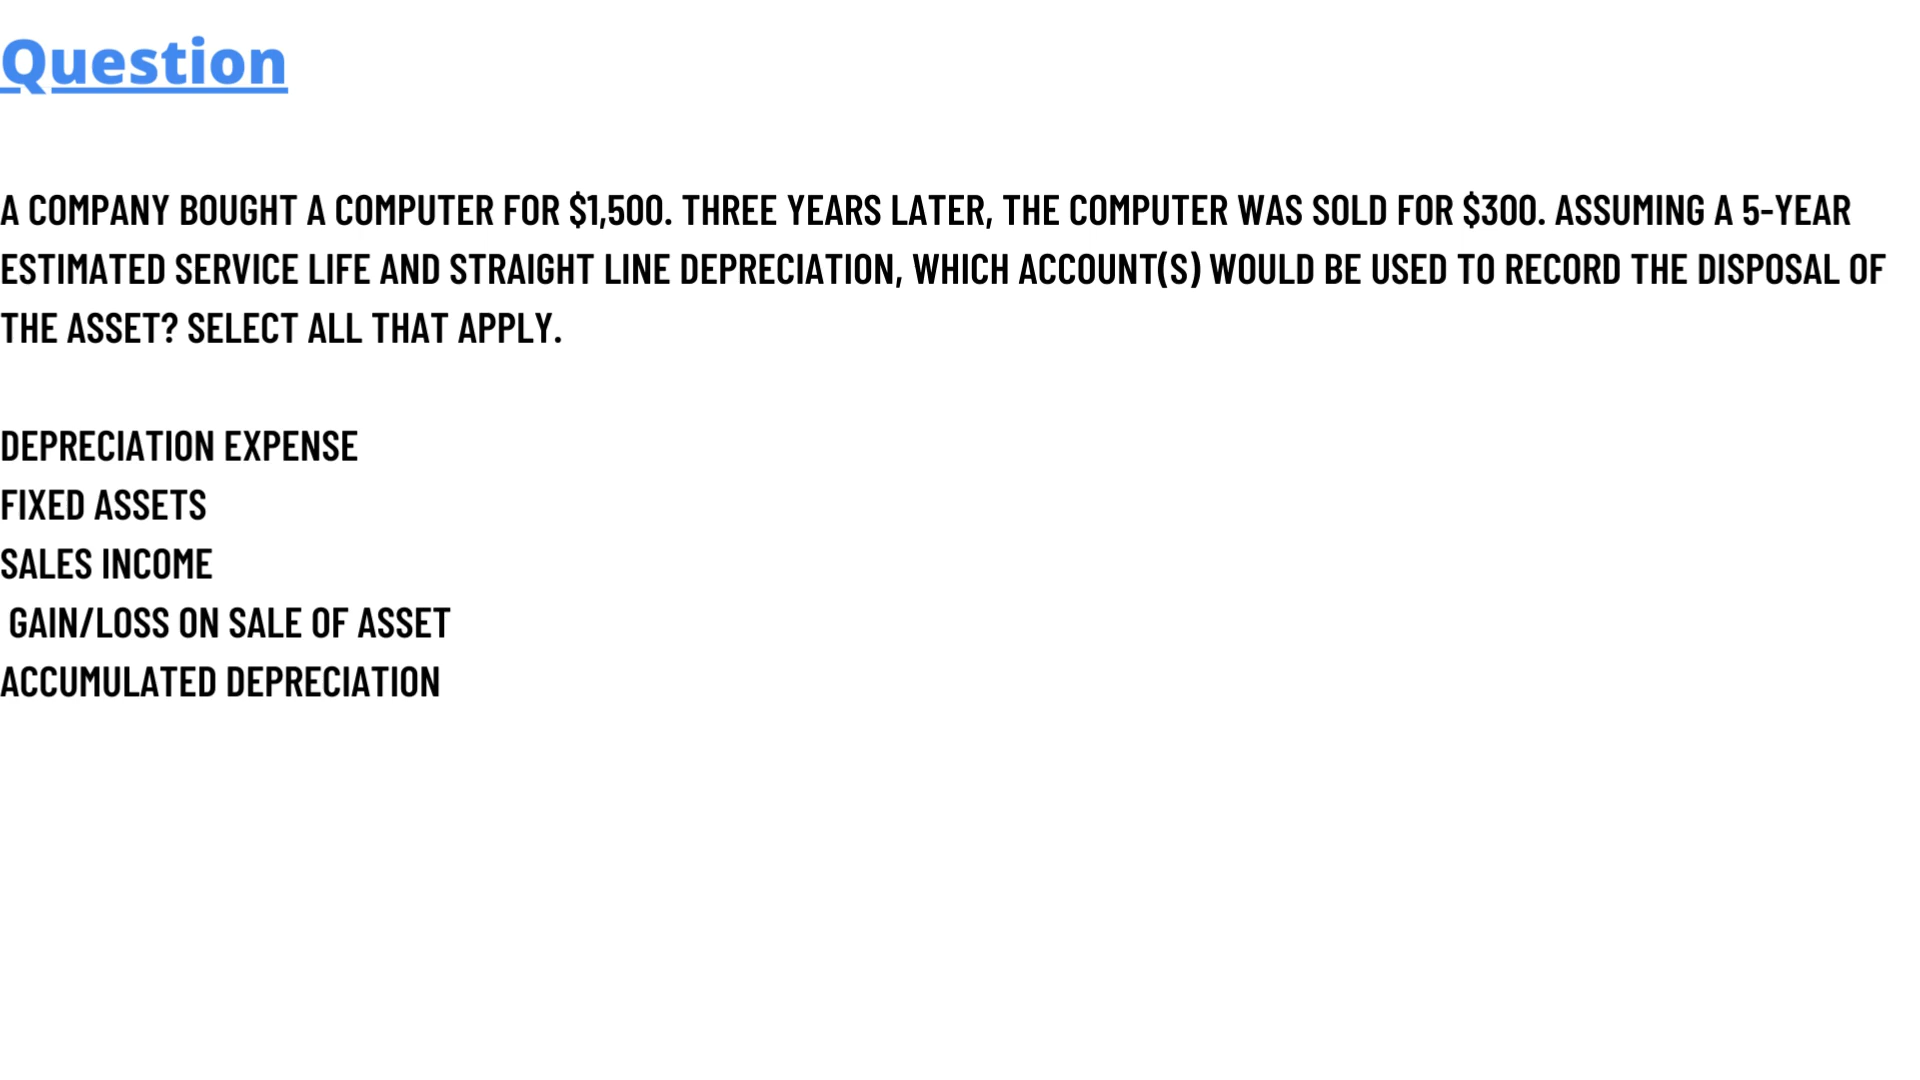 Question
A COMPANY BOUGHT A COMPUTER FOR $1,500. THREE YEARS LATER, THE COMPUTER WAS SOLD FOR $300. ASSUMING A 5-YEAR
ESTIMATED SERVICE LIFE AND STRAIGHT LINE DEPRECIATION, WHICH ACCOUNT(S) WOULD BE USED TO RECORD THE DISPOSAL OF
THE ASSET? SELECT ALL THAT APPLY.
DEPRECIATION EXPENSE
FIXED ASSETS
SALES INCOME
GAIN/LOSS ON SALE OF ASSET
ACCUMULATED DEPRECIATION